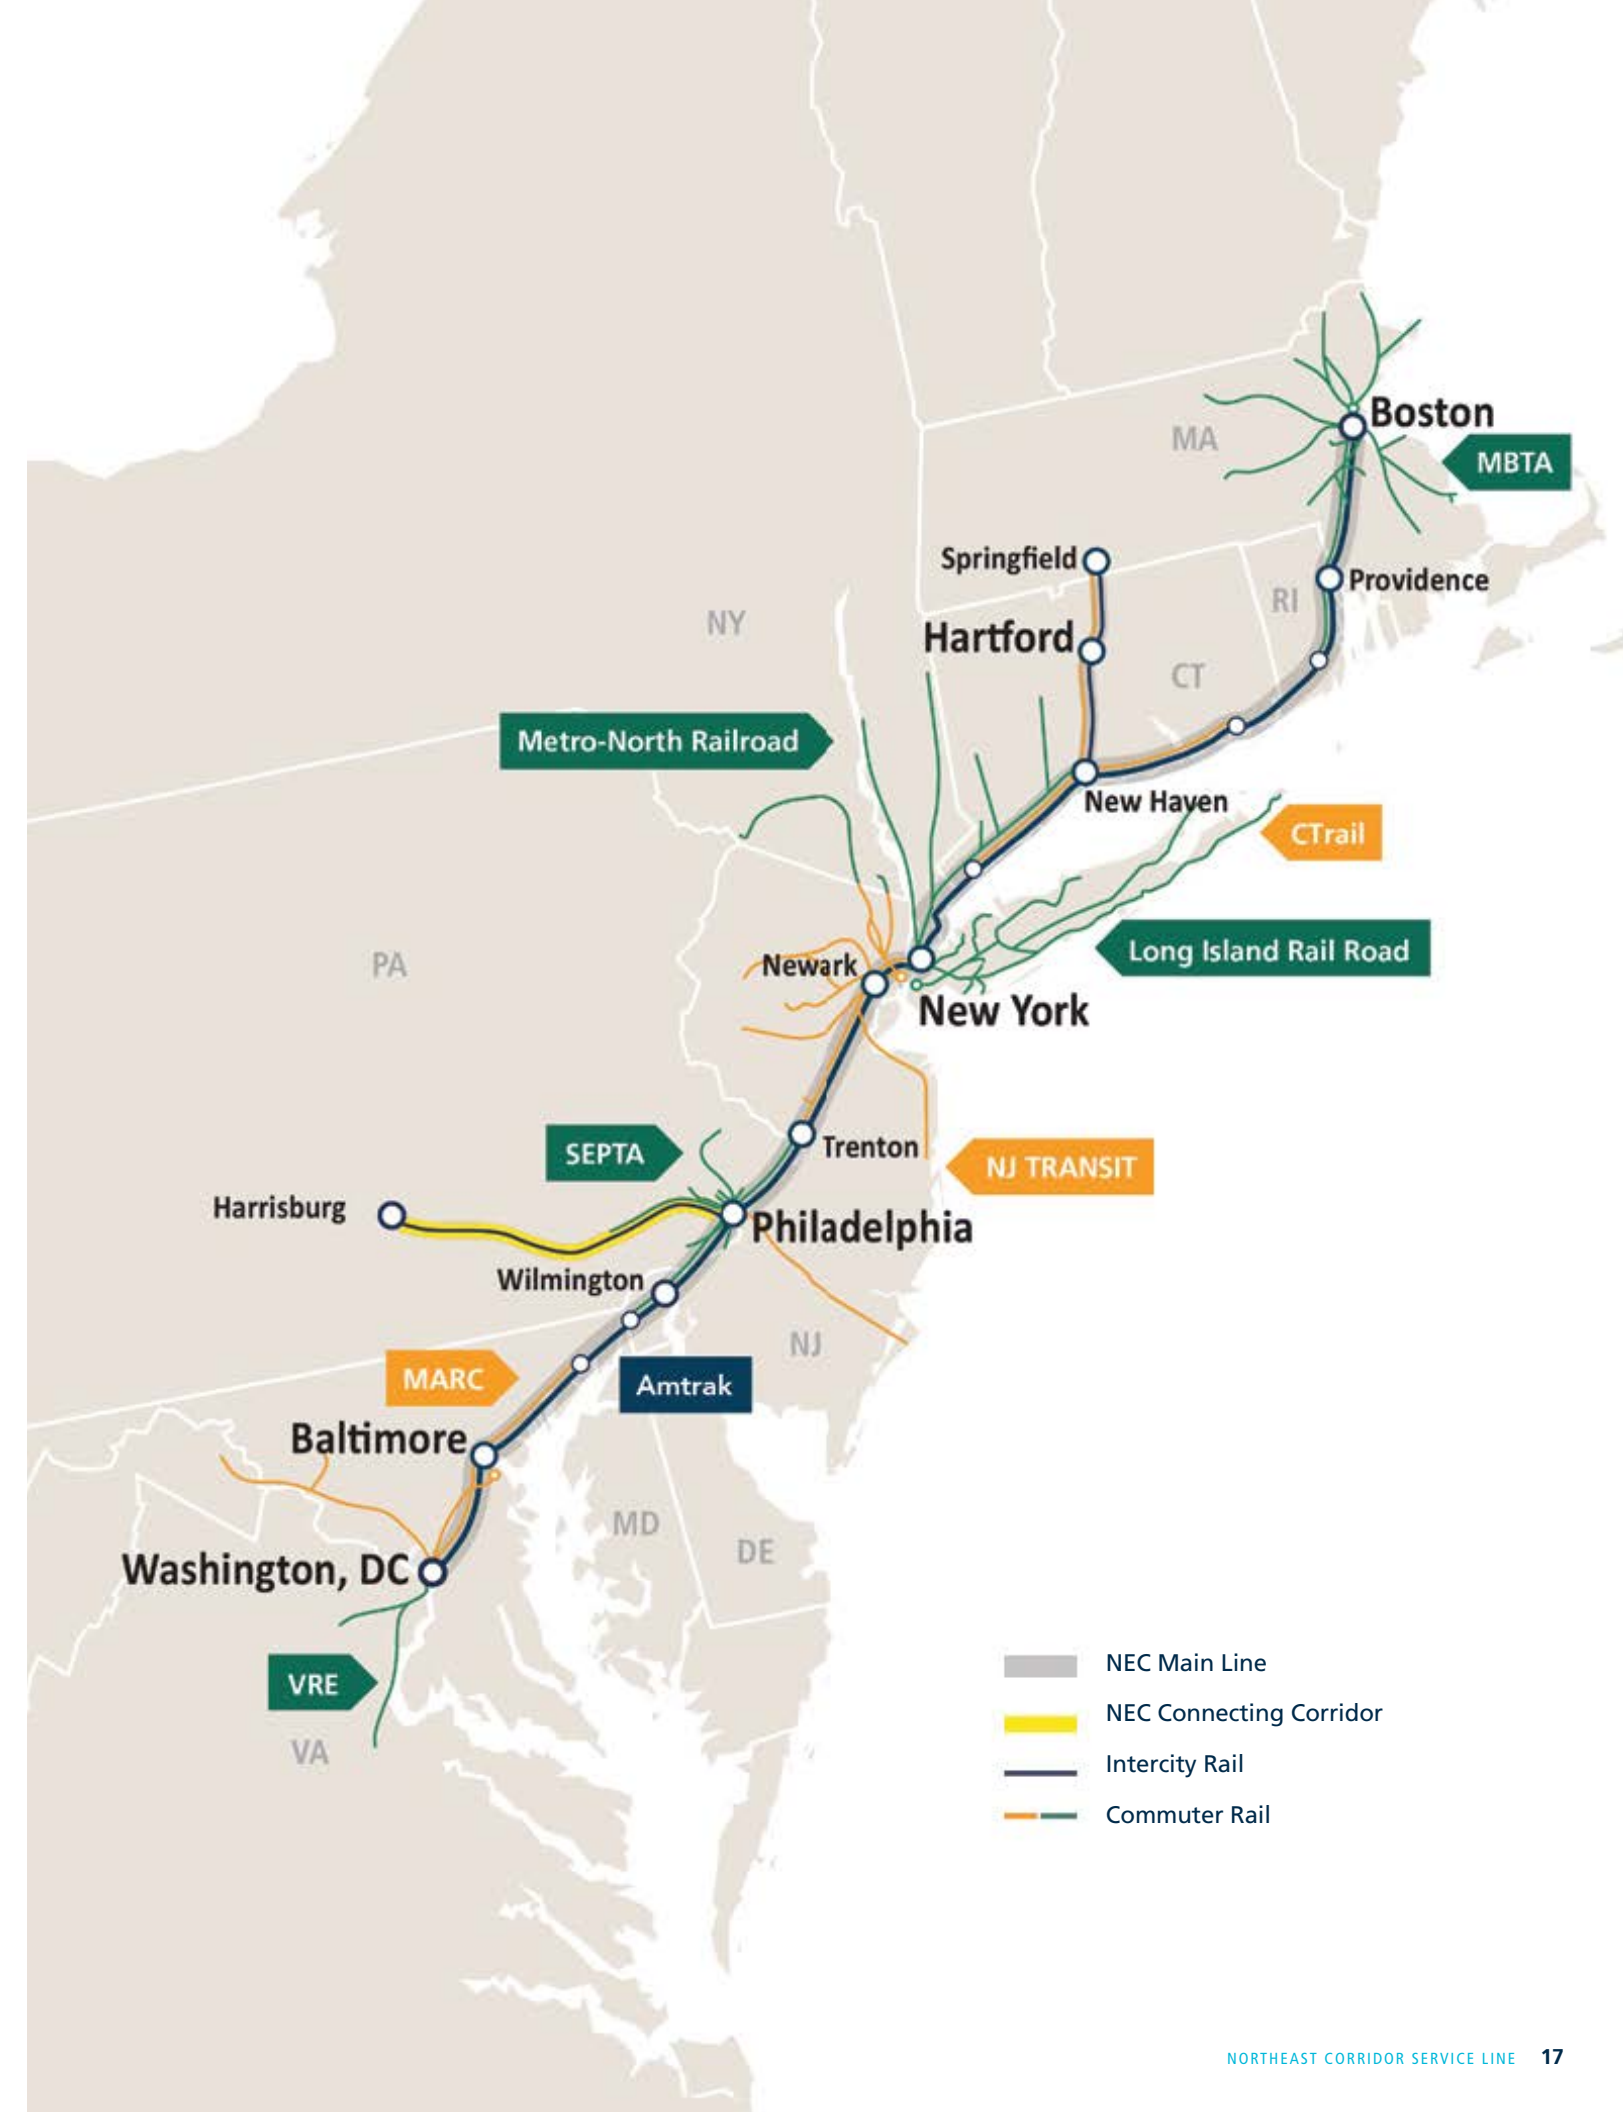 Boston
MA
MBTA
Springfield
Providence
RI
NY
Hartford
CT
Metro-North Railroad
New Haven
CTrail
Long Island Rail Road
PA
Newark
New York
SEPTA
Trenton
NJ TRANSIT
Harrisburg
Philadelphia
Wilmington
NJ
MARC
Amtrak
Baltimore
MD
DE
Washington, DC
VRE
VA
NEC Main Line
NEC Connecting Corridor
Intercity Rail
Commuter Rail
NORTHEAST CORRIDOR SERVICE LINE 17